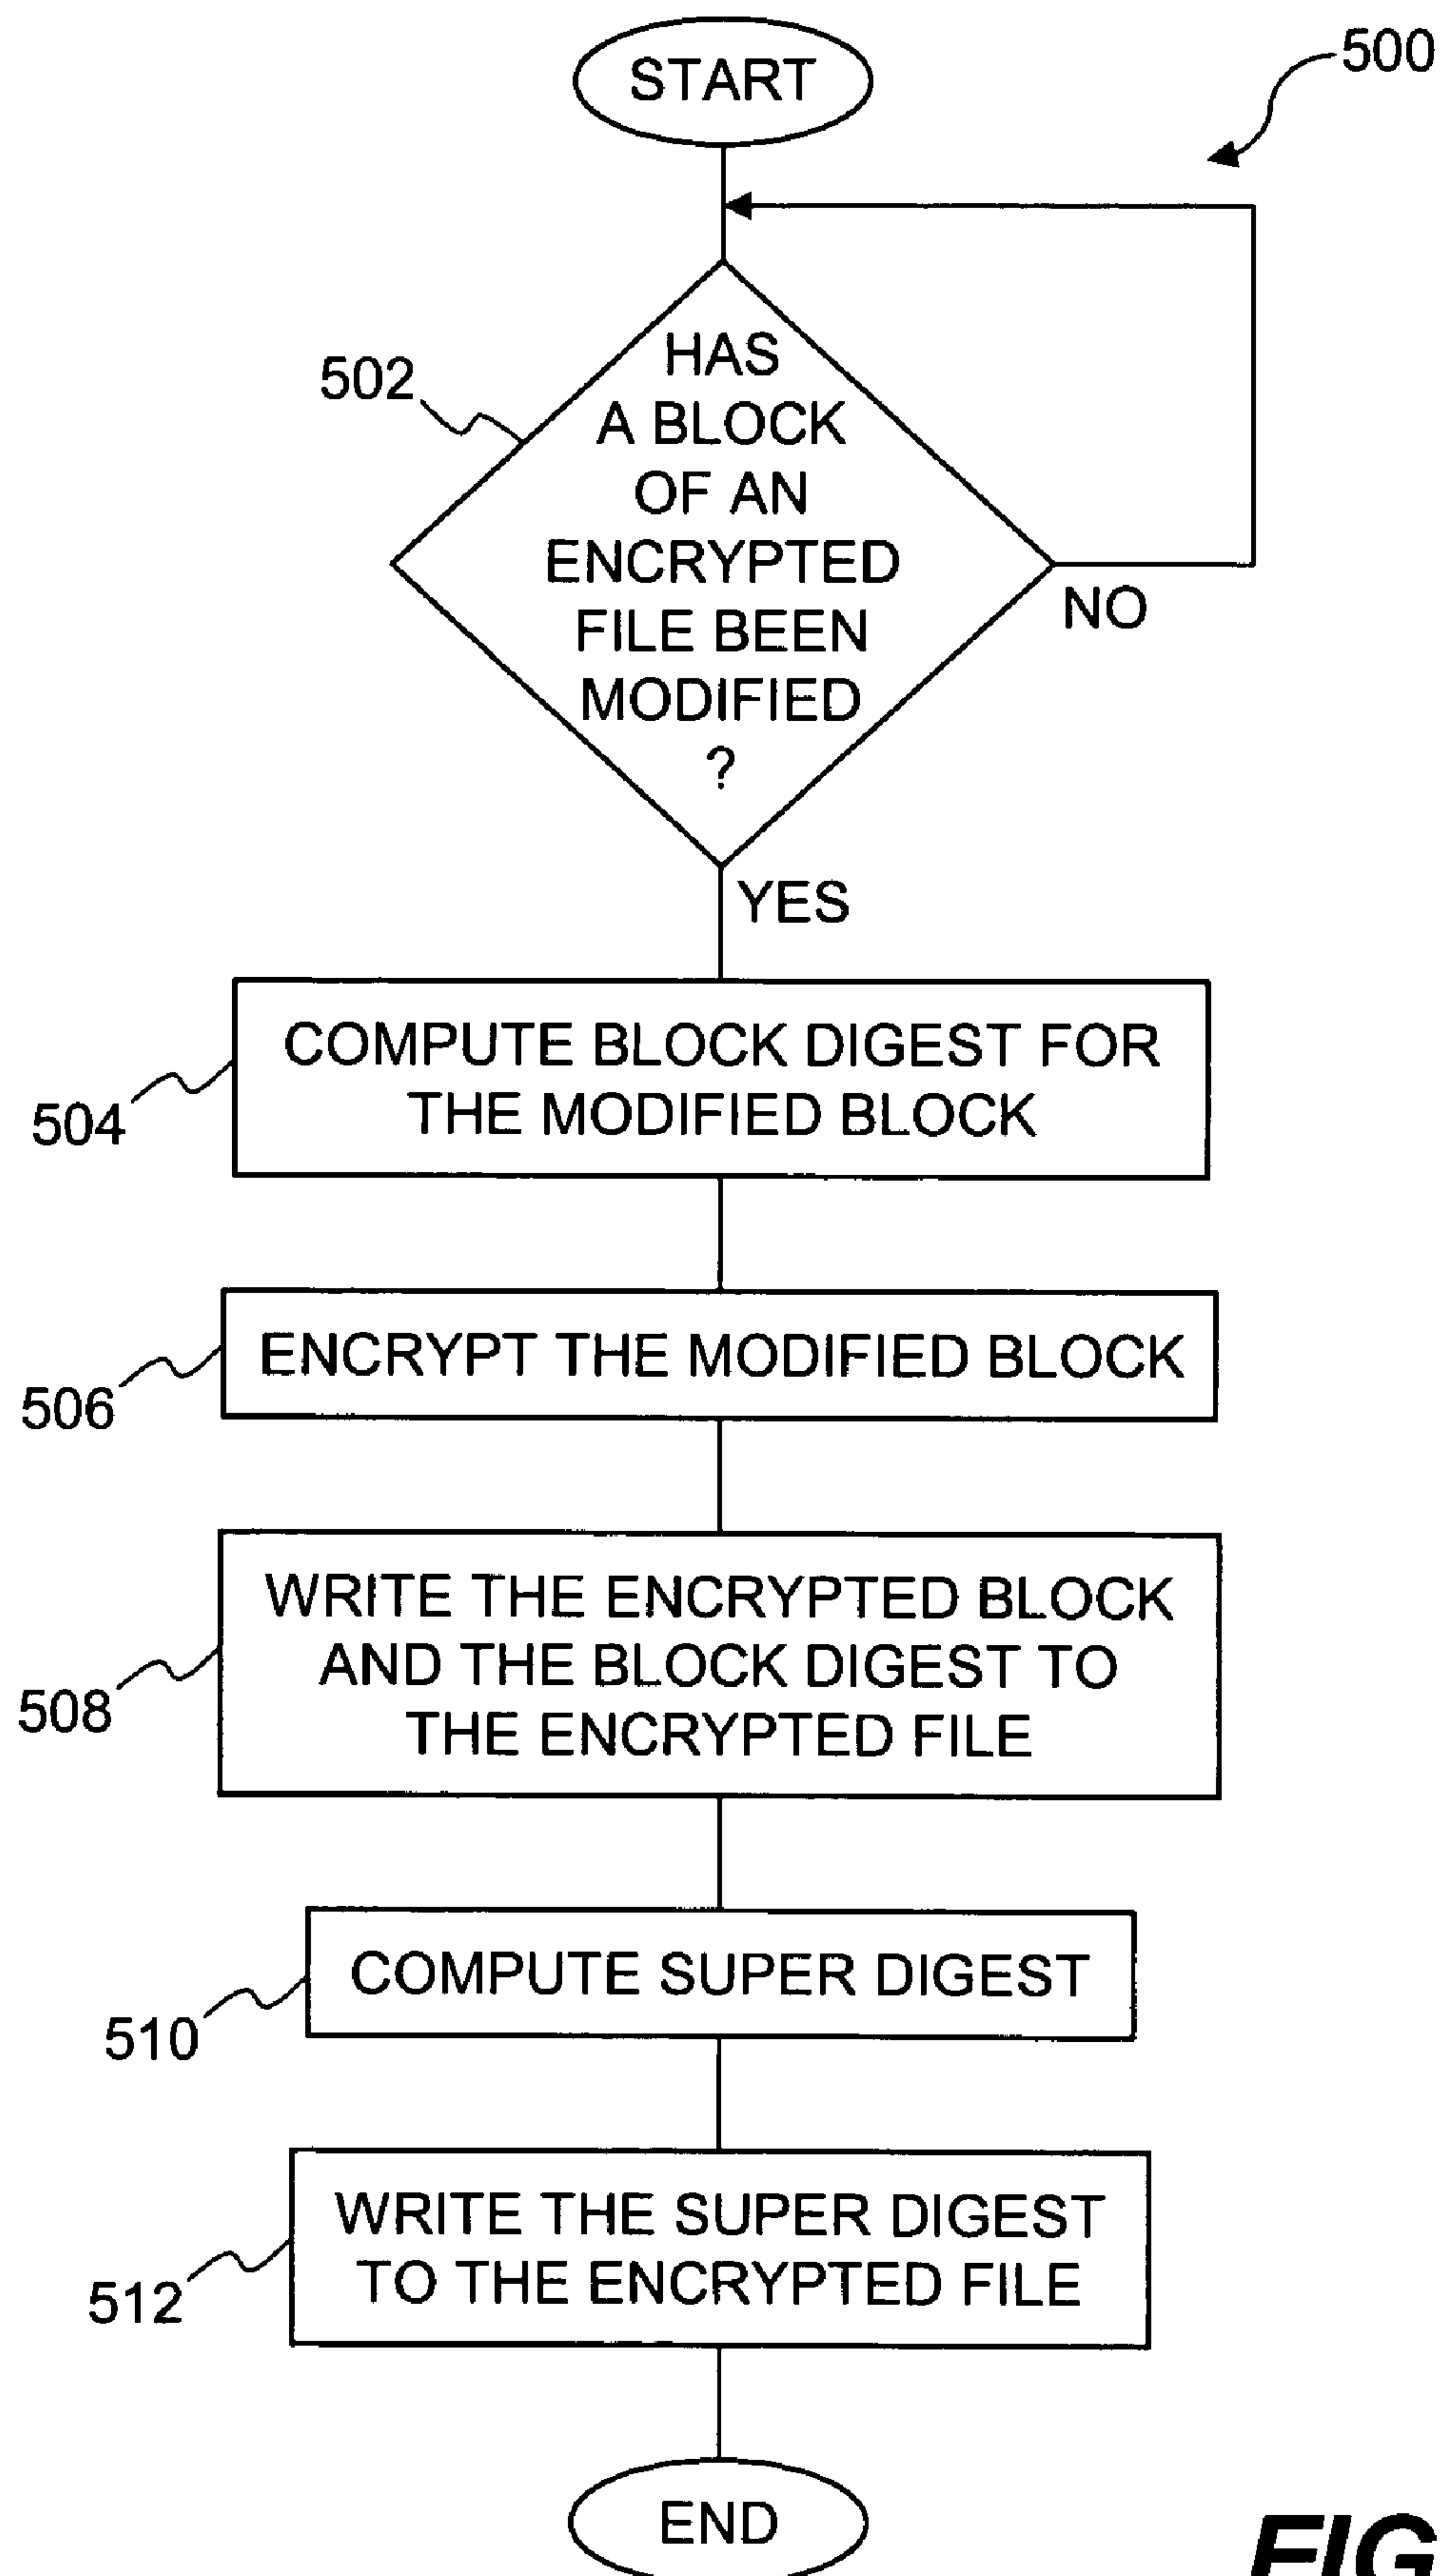 START
500
502
HAS
A BLOCK
OF AN
ENCRYPTED
FILE BEEN
MODIFIED
?
NO
YES
504
COMPUTE BLOCK DIGEST FOR
THE MODIFIED BLOCK
506
ENCRYPT THE MODIFIED BLOCK
508
WRITE THE ENCRYPTED BLOCK
AND THE BLOCK DIGEST TO
THE ENCRYPTED FILE
510
COMPUTE SUPER DIGEST
512
WRITE THE SUPER DIGEST
TO THE ENCRYPTED FILE
END
FIG